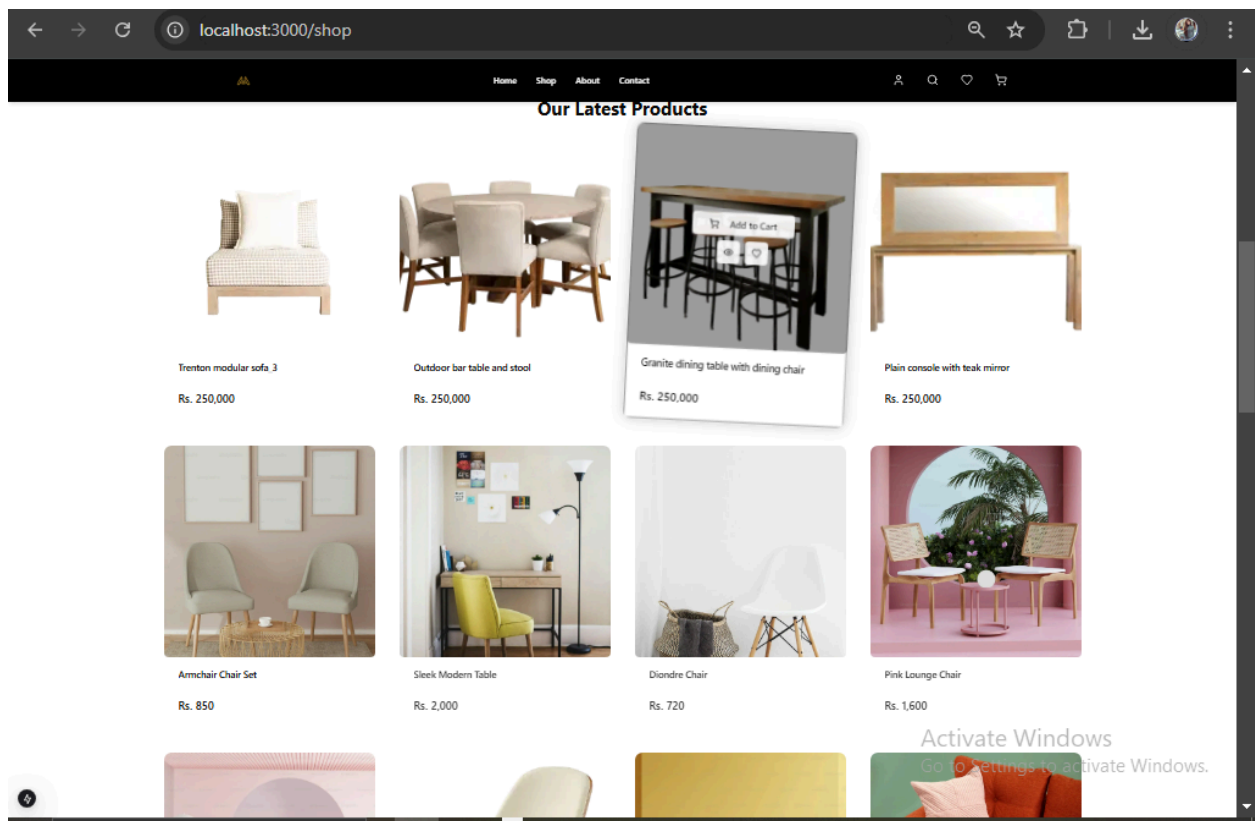 localhost:3000/shop
Home Shop About Contact
Our Latest Products
Add to Cart
Trenton modular sofa_3
Outdoor bar table and stool
Granite dining table with dining chair
Plain console with teak mirror
Rs. 250,000
Rs. 250,000
Rs. 250,000
Rs. 250,000
Armchair Chair Set
Sleek Modern Table
Diondre Chair
Pink Lounge Chair
Rs. 850
Rs. 2,000
Rs. 720
Rs. 1,600
Activate Windows
Go to Settings to activate Windows.